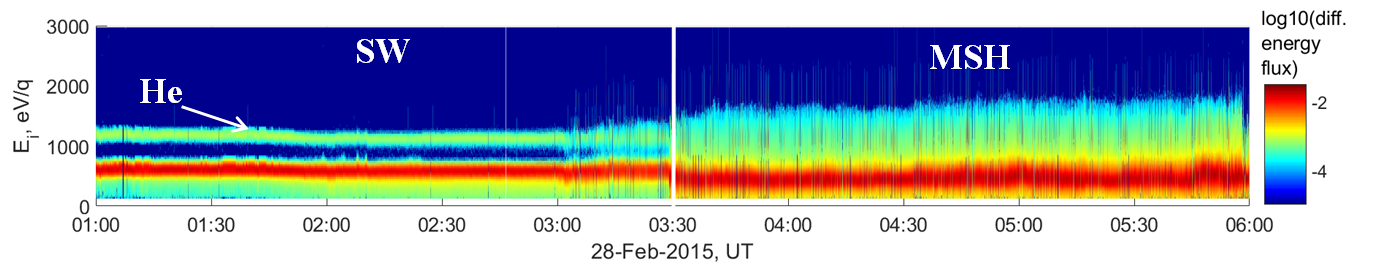 log10(diff.
energy
flux)
3000
2000
1000
0
E_i, eV/q
SW
MSH
He
-2
-4
01:00 01:30 02:00 02:30 03:00 03:30 04:00 04:30 05:00 05:30 06:00
28-Feb-2015, UT